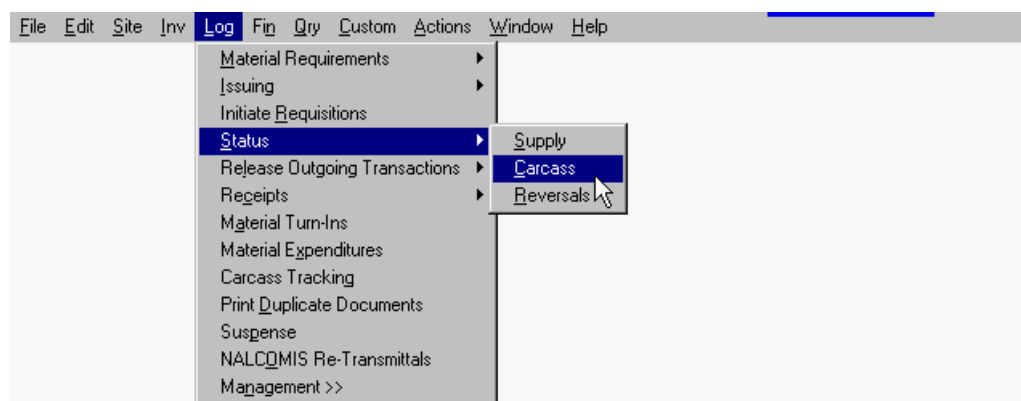 File Edit Site Inv Log Fin Qry Custom Actions Window Help
Material Requirements
Issuing
Initiate Requisitions
Status
Supply
Release Outgoing Transactions
Carcass
Receipts
Reversals
Material Turn-Ins
Material Expenditures
Carcass Tracking
Print Duplicate Documents
Suspense
NALCOMIS Re-Transmittals
Management >>